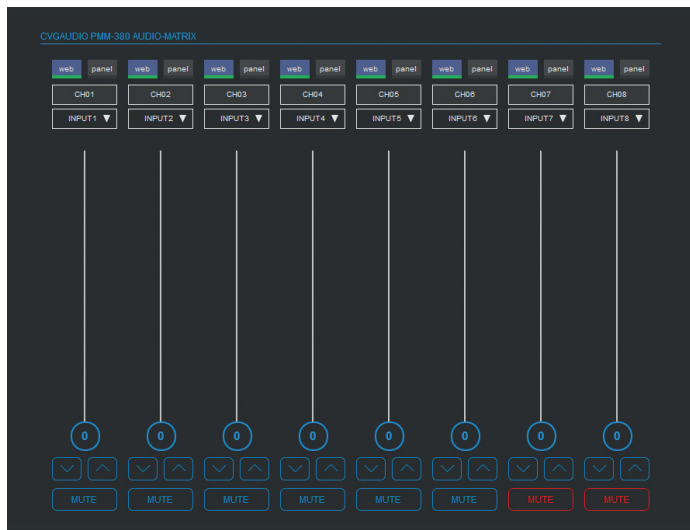 CVGAUDIO PMM-380 AUDIO-MATRIX
web panel web panel web panel web panel web panel web panel web panel web panel
CH01 CH02 CH03 CH04 CH05 CH06 CH07 CH08
INPUT1 ▼ INPUT2 ▼ INPUT3 ▼ INPUT4 ▼ INPUT5 ▼ INPUT6 ▼ INPUT7 ▼ INPUT8 ▼
0 0 0 0 0 0 0 0
MUTE MUTE MUTE MUTE MUTE MUTE MUTE MUTE